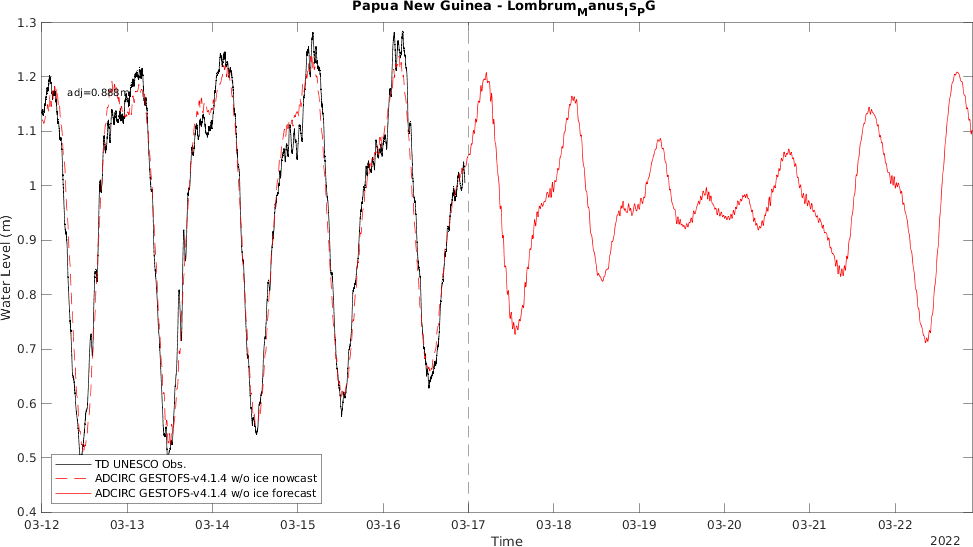 Papua New Guinea - LombrumManusIsPG
1.3
1.2
adj=0.888m
1.1
1
0.9
0.8
0.7
0.6
0.5
0.4
Water Level (m)
TD UNESCO Obs.
ADCIRC GESTOFS-v4.1.4 w/o ice nowcast
ADCIRC GESTOFS-v4.1.4 w/o ice forecast
03-12 03-13 03-14 03-15 03-16 03-17 03-18 03-19 03-20 03-21 03-22
Time
2022